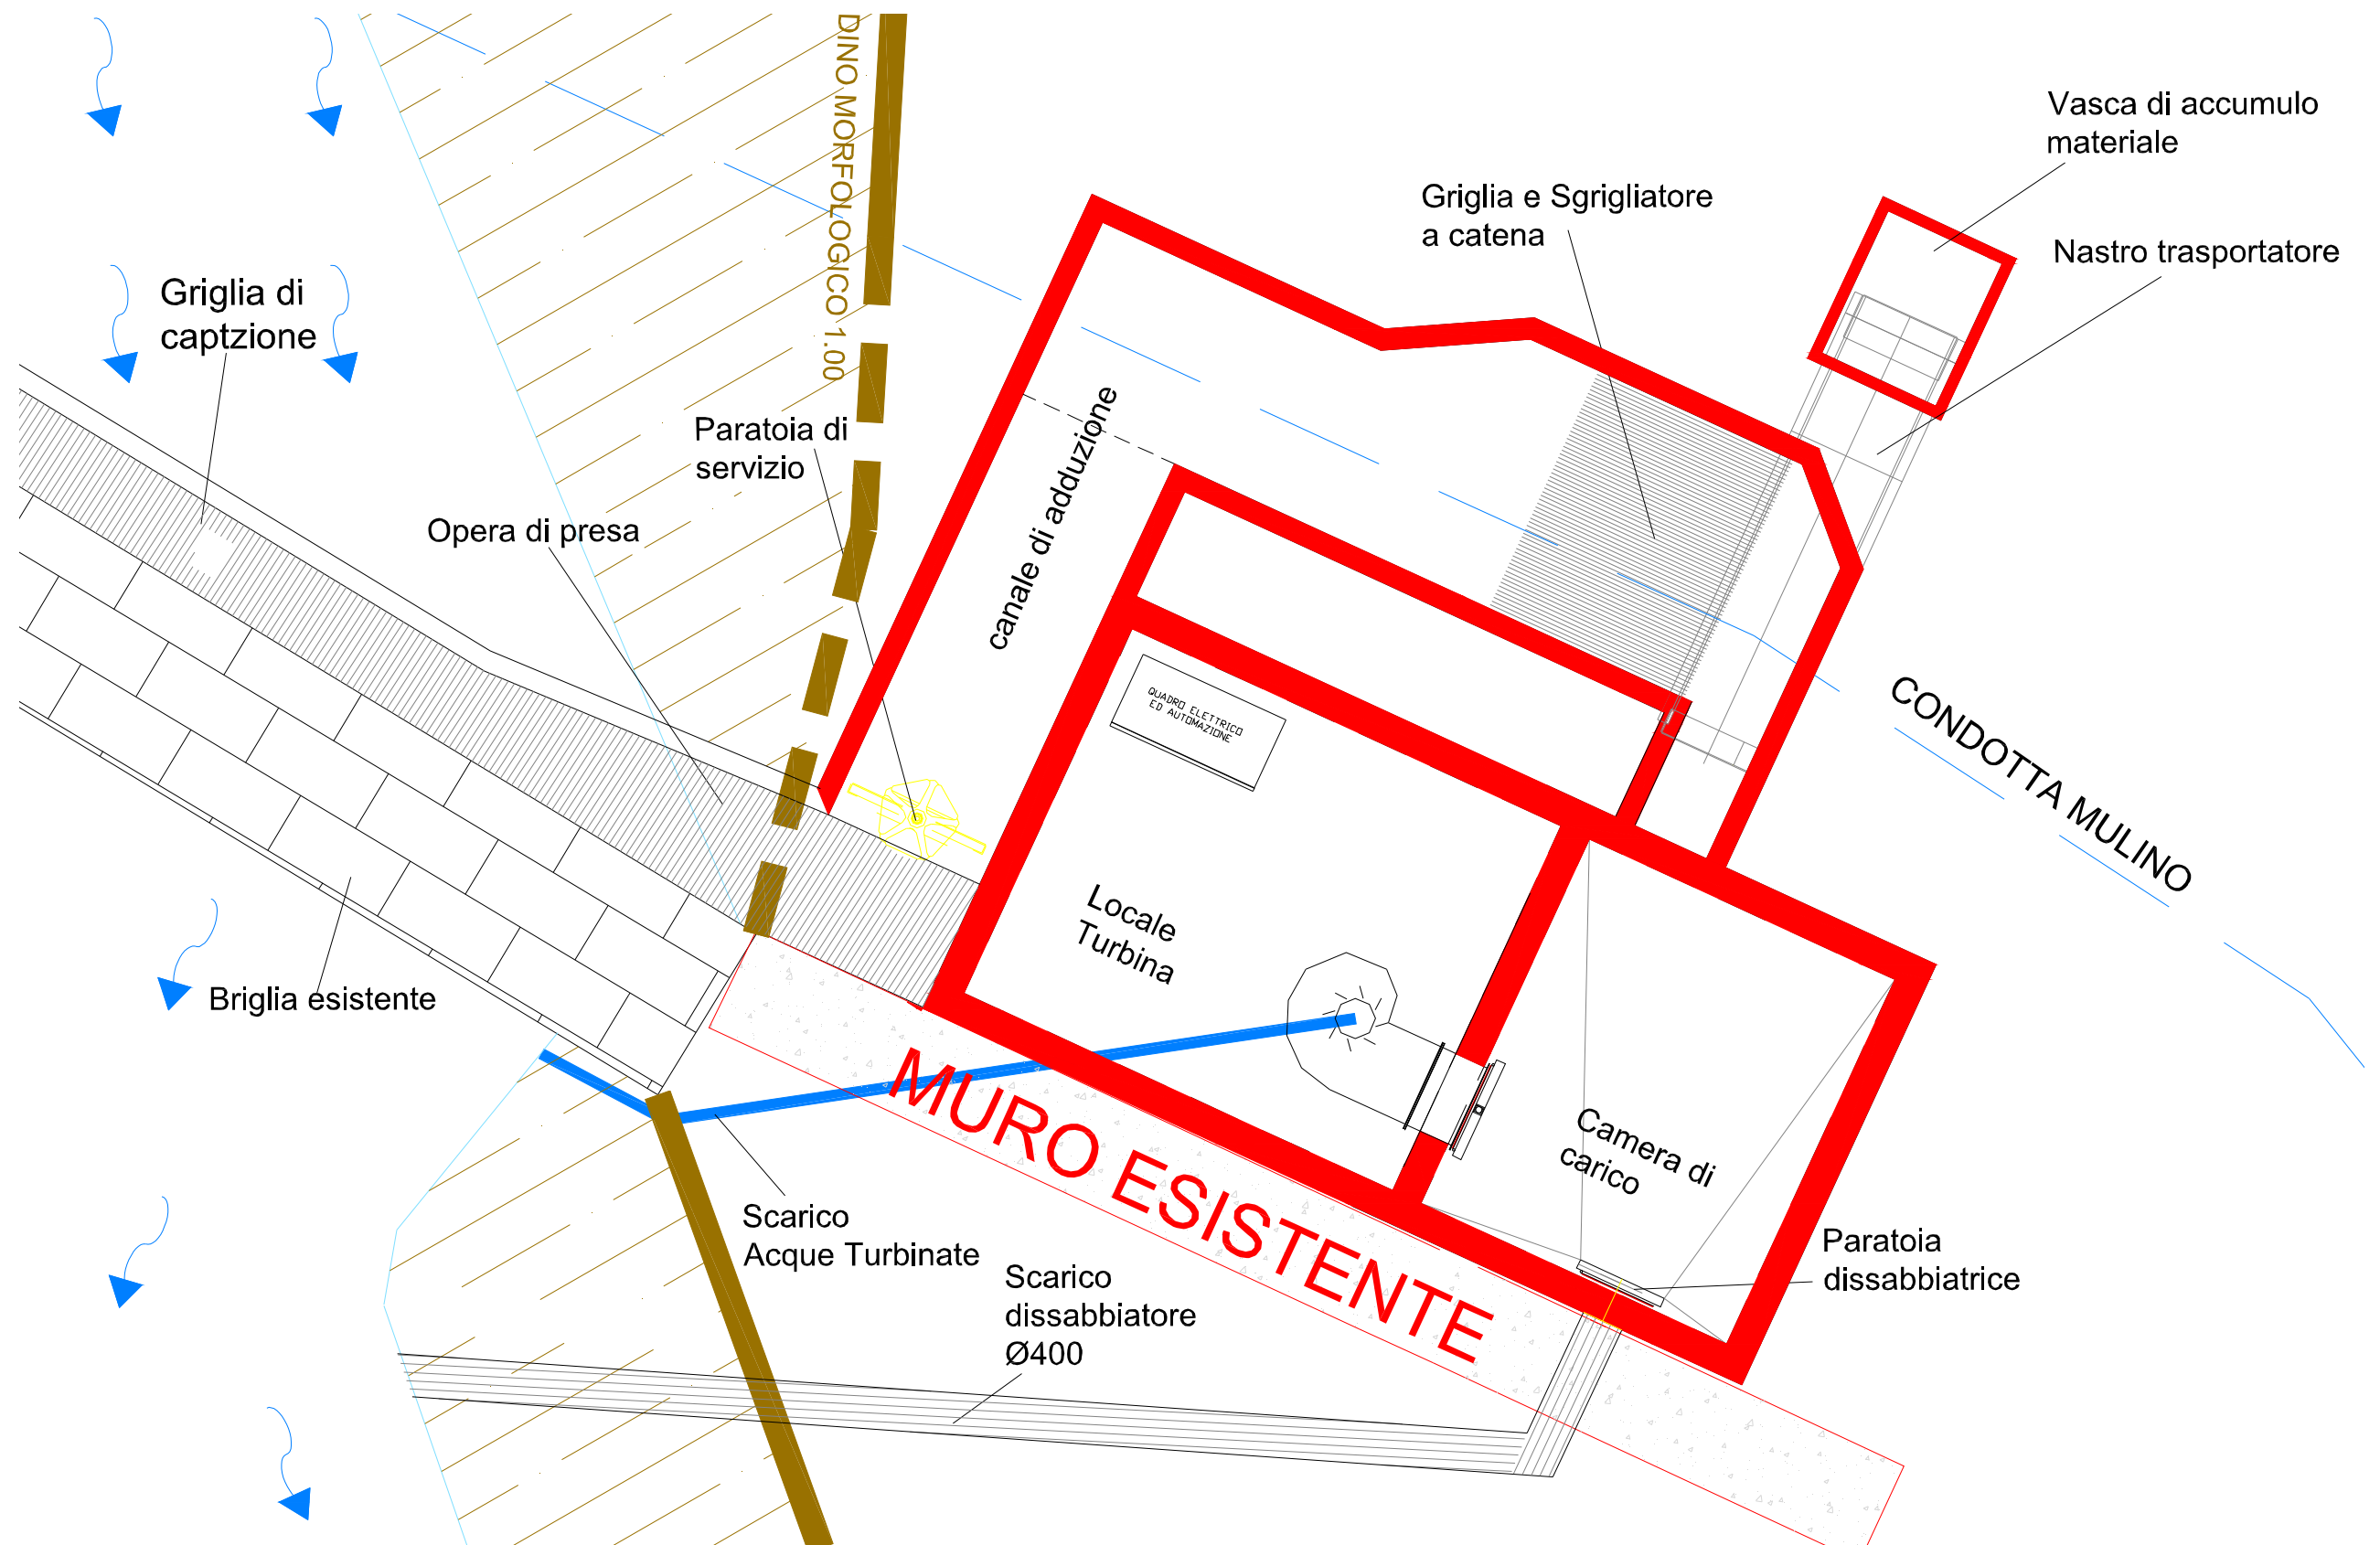 DINO MORFOLOGICO 1.00
Vasca di accumulo
materiale
Griglia e Sgrigliatore
a catena
Nastro trasportatore
Griglia di
captzione
Paratoia di
servizio
canale di adduzione
Opera di presa
QUADRO ELETTRICO
ED AUTOMAZIONE
CONDOTTA MULINO
Locale
Turbina
Briglia esistente
MURO ESISTENTE
Camera di
carico
Scarico
Acque Turbinate
Paratoia
dissabbiatrice
Scarico
dissabbiatore
Ø400